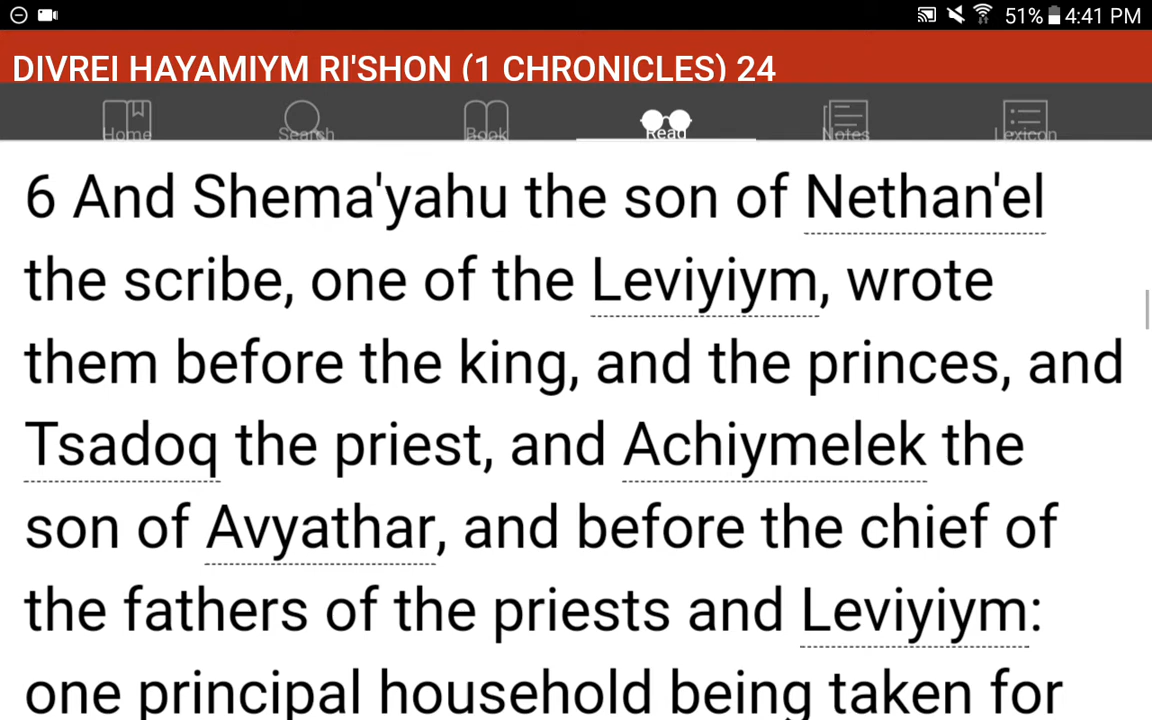 51% 4:41 PM
DIVREI HAYAMIYM RI'SHON (1 CHRONICLES) 24
Home Search Book Read Notes Lexicon
6 And Shema'yahu the son of Nethan'el
the scribe, one of the Leviyiym, wrote
them before the king, and the princes, and
Tsadoq the priest, and Achiymelek the
son of Avyathar, and before the chief of
the fathers of the priests and Leviyiym:
one principal household being taken for